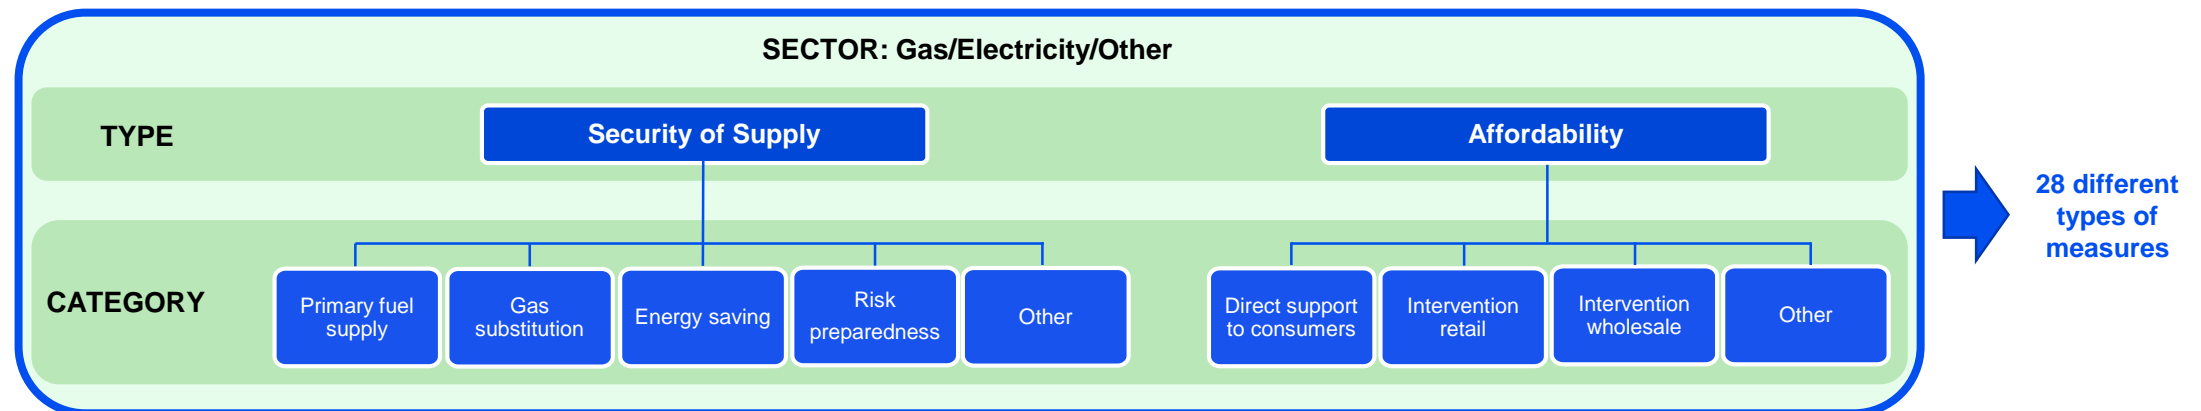 SECTOR: Gas/Electricity/Other
TYPE
Security of Supply
Affordability
28 different
types of
measures
CATEGORY
Primary fuel
supply
Gas
substitution
Energy saving
Risk
preparedness
Other
Direct support
to consumers
Intervention
retail
Intervention
wholesale
Other